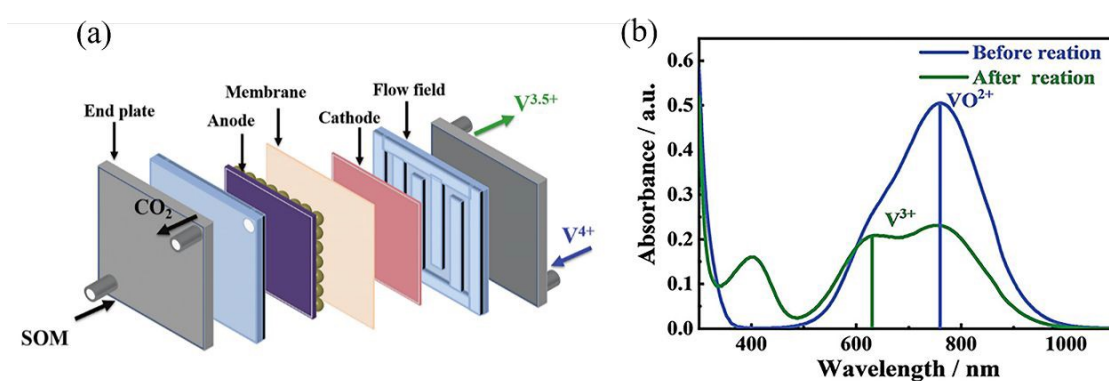 (a)
End plate
Membrane
Anode
Cathode
Flow field
V3.5+
CO2
V4+
SOM
(b)
Before reation
After reation
VO2+
V3+
Absorbance / a.u.
0.6
0.5
0.4
0.3
0.2
0.1
0.0
400 600 800 1000
Wavelength / nm